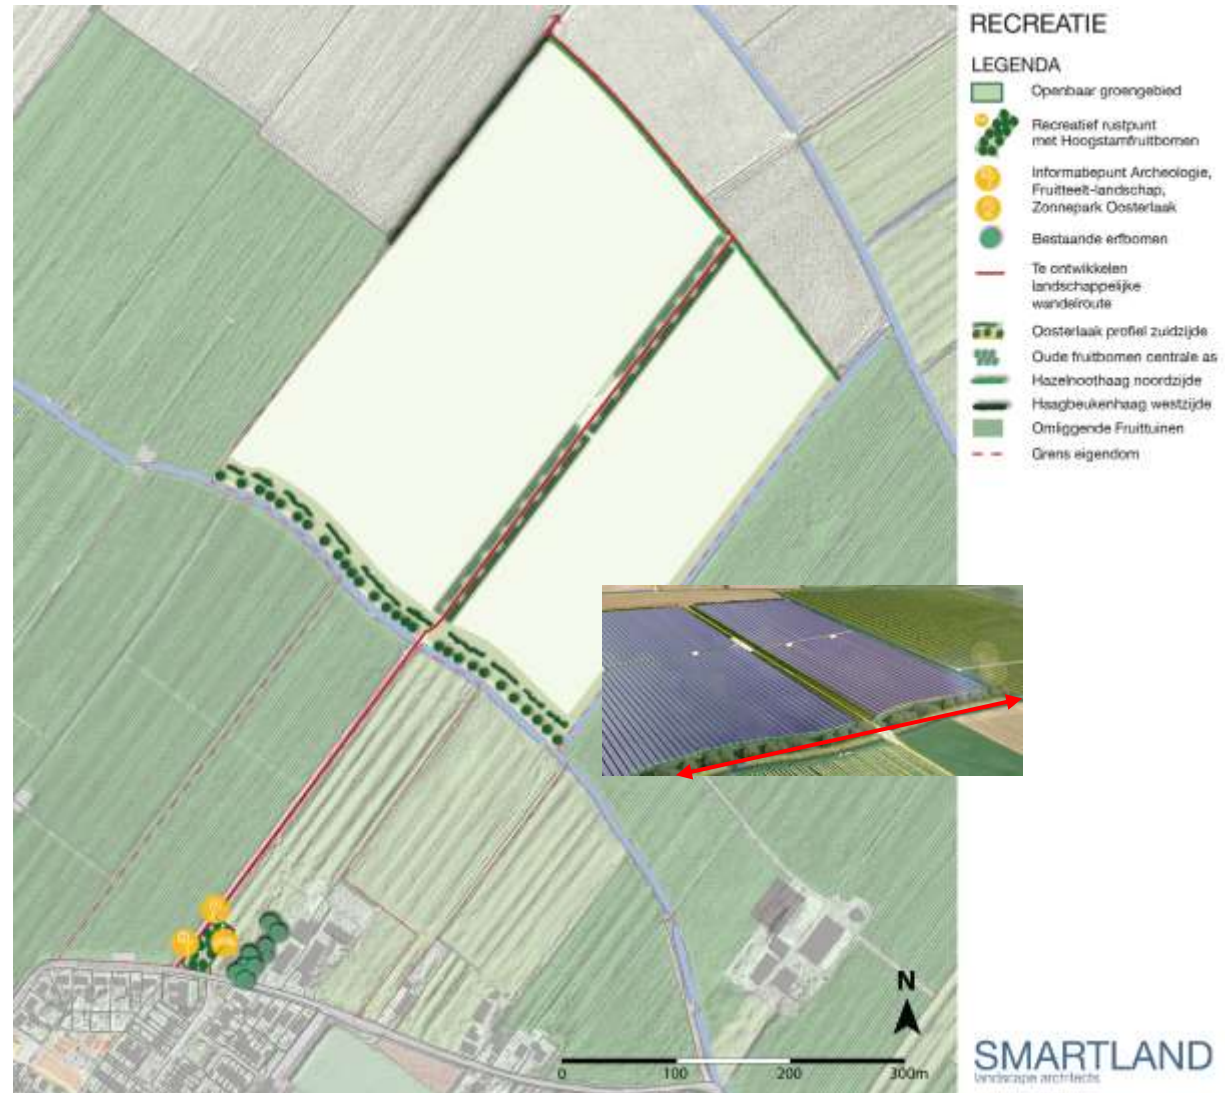 RECREATIE
LEGENDA
Openbaar groengebied
Recreatief rustpunt
met Hoogstamfruitbomen
Informatiepunt Archeologie,
Fruitteelt-landschap,
Zonnepark Oosterlaak
Bestaande erfbomen
Te ontwikkelen
landschappelijke
wandelroute
Oosterlaak profiel zuidzijde
Oude fruitbomen centrale as
Hazelnoothaag noordzijde
Haagbeukenhaag westzijde
Omliggende Fruittuinen
Grens eigendom
N
0 100 200 300m
SMARTLAND
landscape architects